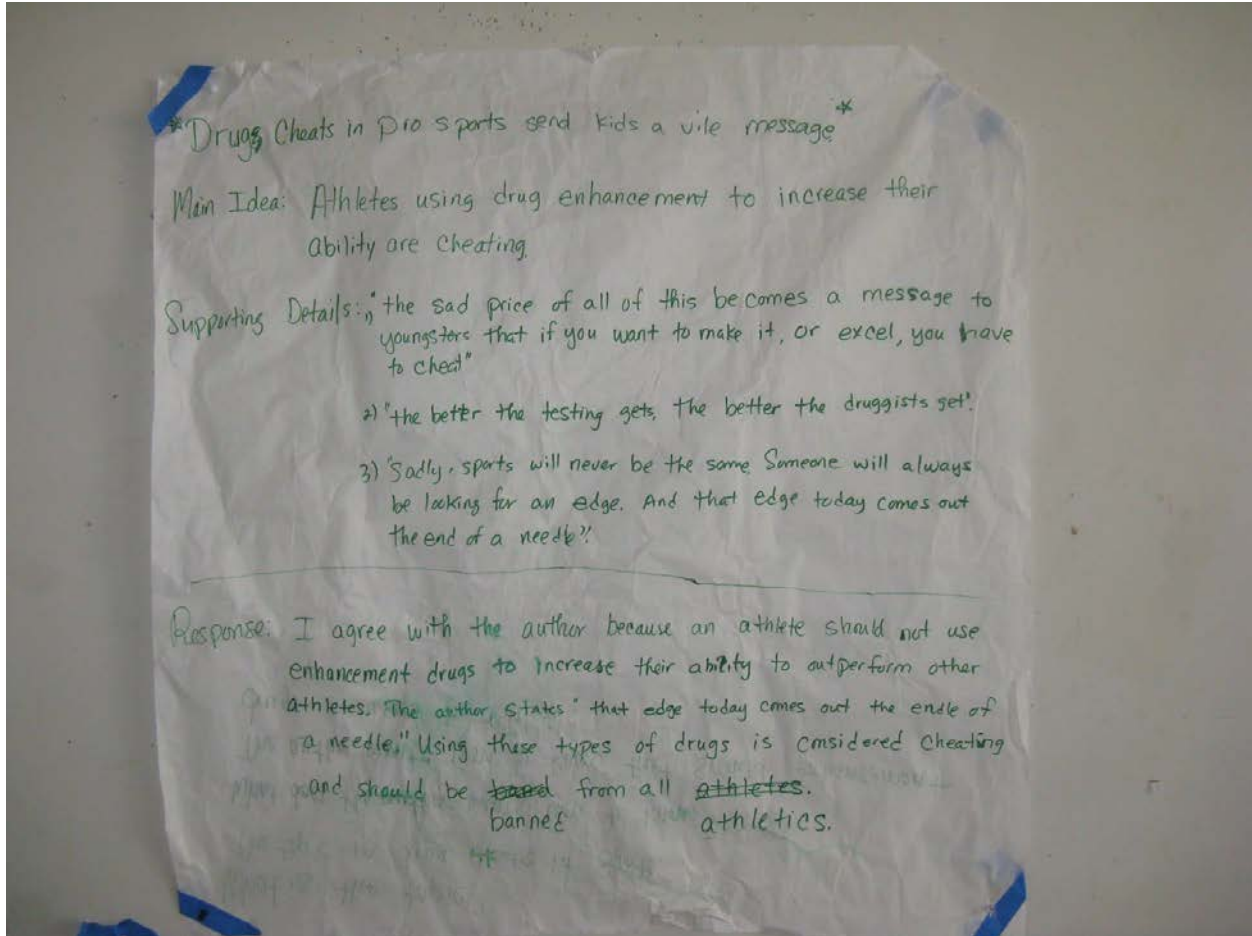 *Drugs Cheats in pro sports send kids a vile message*
Main Idea: Athletes using drug enhancement to increase their
ability are cheating.
Supporting Details: 1) "the sad price of all of this becomes a message to
youngsters that if you want to make it, or excel, you have
to cheat"
2) "the better the testing gets, the better the druggists get".
3) "Sadly, sports will never be the same. Someone will always
be looking for an edge. And that edge today comes out
the end of a needle".
Response: I agree with the author because an athlete should not use
enhancement drugs to increase their ability to outperform other
athletes. The author states "that edge today comes out the endle of
a needle." Using these types of drugs is considered cheating
and should be from all athletes.
banned athletics.